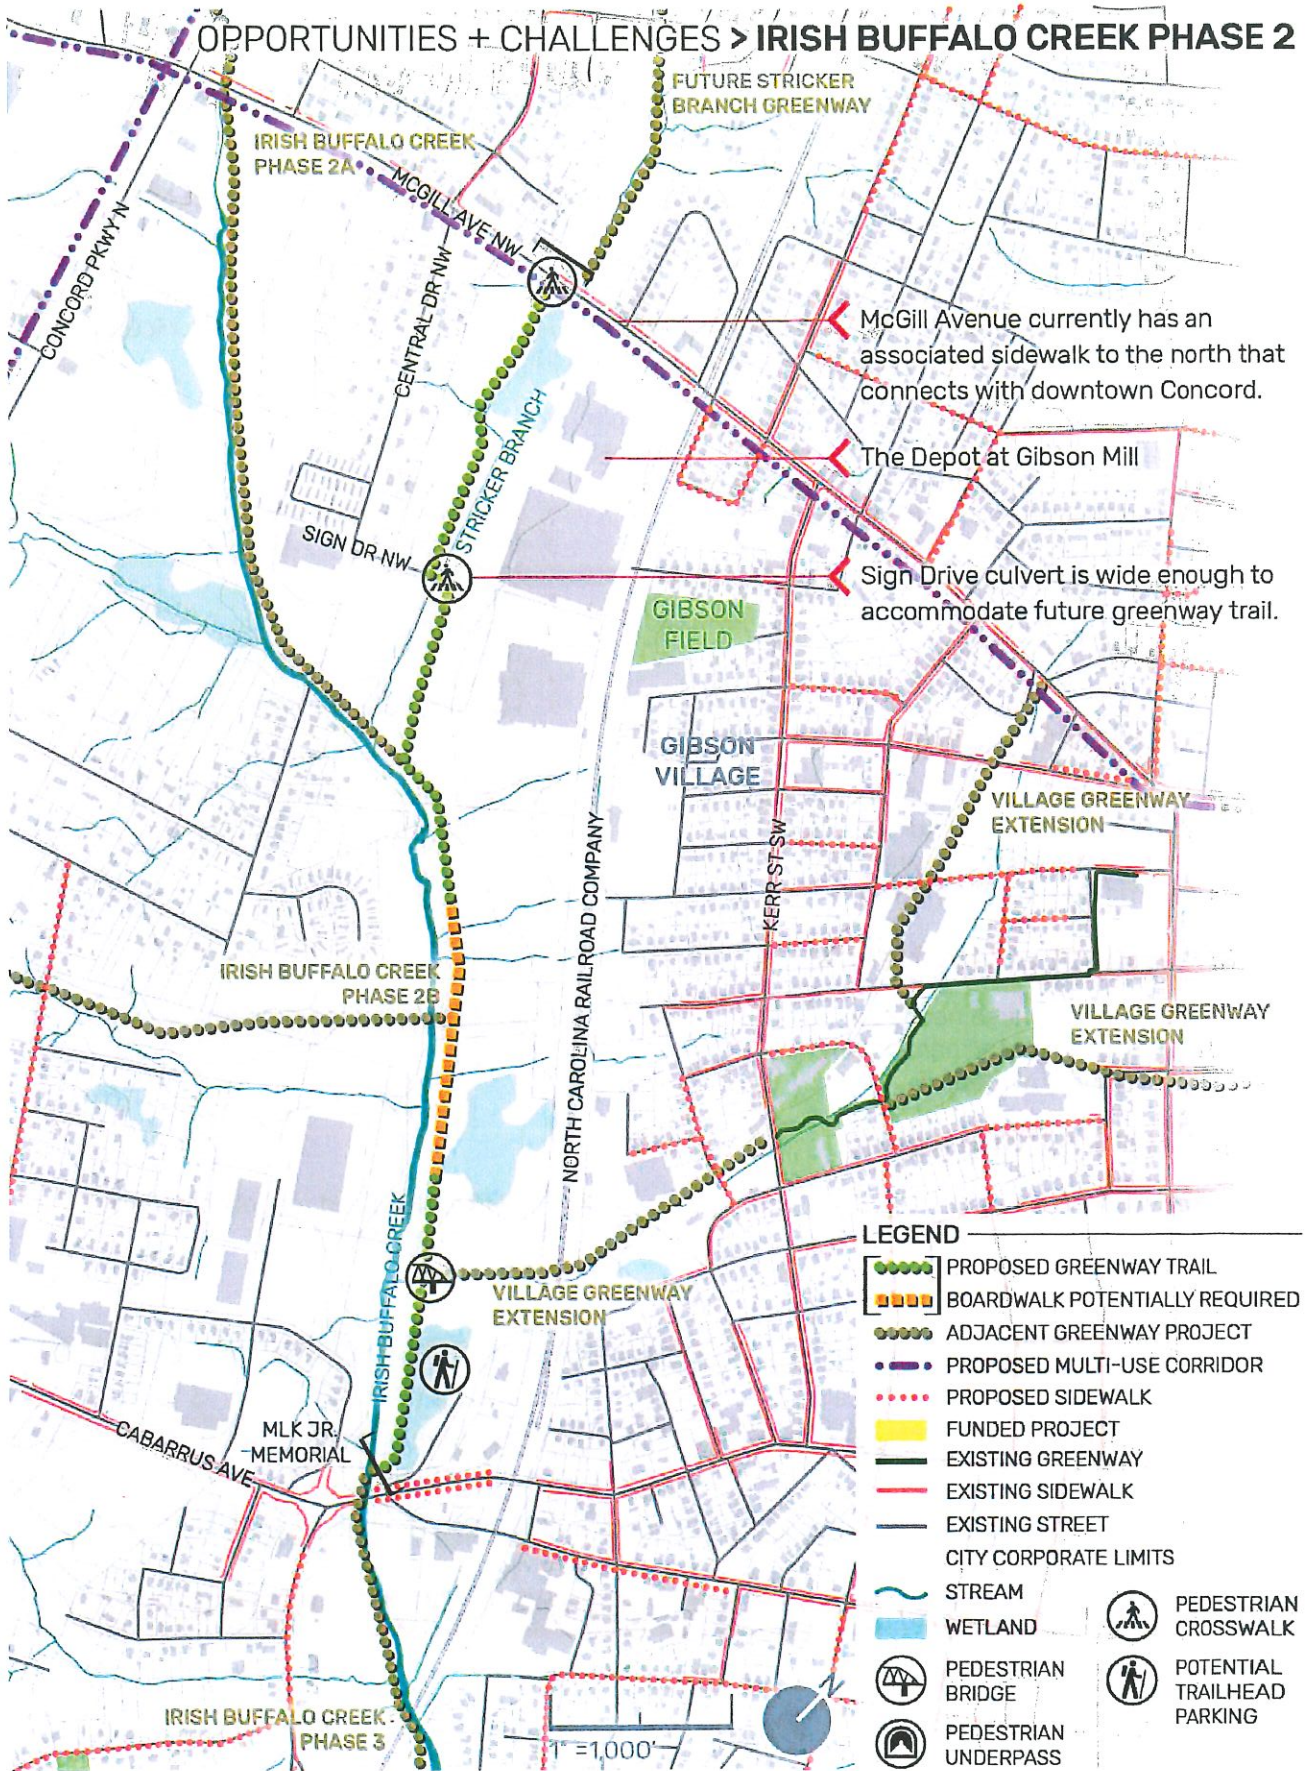 OPPORTUNITIES + CHALLENGES > IRISH BUFFALO CREEK PHASE 2
FUTURE STRICKER
BRANCH GREENWAY
IRISH BUFFALO CREEK
PHASE 2A
MCGILL AVE NW
CONCORD PKWY N
CENTRAL DR NW
McGill Avenue currently has an
associated sidewalk to the north that
connects with downtown Concord.
STRICKER BRANCH
The Depot at Gibson Mill
SIGN DR NW
Sign Drive culvert is wide enough to
accommodate future greenway trail.
GIBSON
FIELD
GIBSON
VILLAGE
VILLAGE GREENWAY
EXTENSION
KERR ST SW
NORTH CAROLINA RAILROAD COMPANY
IRISH BUFFALO CREEK
PHASE 2B
VILLAGE GREENWAY
EXTENSION
IRISH BUFFALO CREEK
VILLAGE GREENWAY
EXTENSION
MLK JR.
MEMORIAL
CABARRUS AVE
IRISH BUFFALO CREEK
PHASE 3
1" =1,000'
N
LEGEND
PROPOSED GREENWAY TRAIL
BOARDWALK POTENTIALLY REQUIRED
ADJACENT GREENWAY PROJECT
PROPOSED MULTI-USE CORRIDOR
PROPOSED SIDEWALK
FUNDED PROJECT
EXISTING GREENWAY
EXISTING SIDEWALK
EXISTING STREET
CITY CORPORATE LIMITS
STREAM
WETLAND
PEDESTRIAN
BRIDGE
PEDESTRIAN
UNDERPASS
PEDESTRIAN
CROSSWALK
POTENTIAL
TRAILHEAD
PARKING